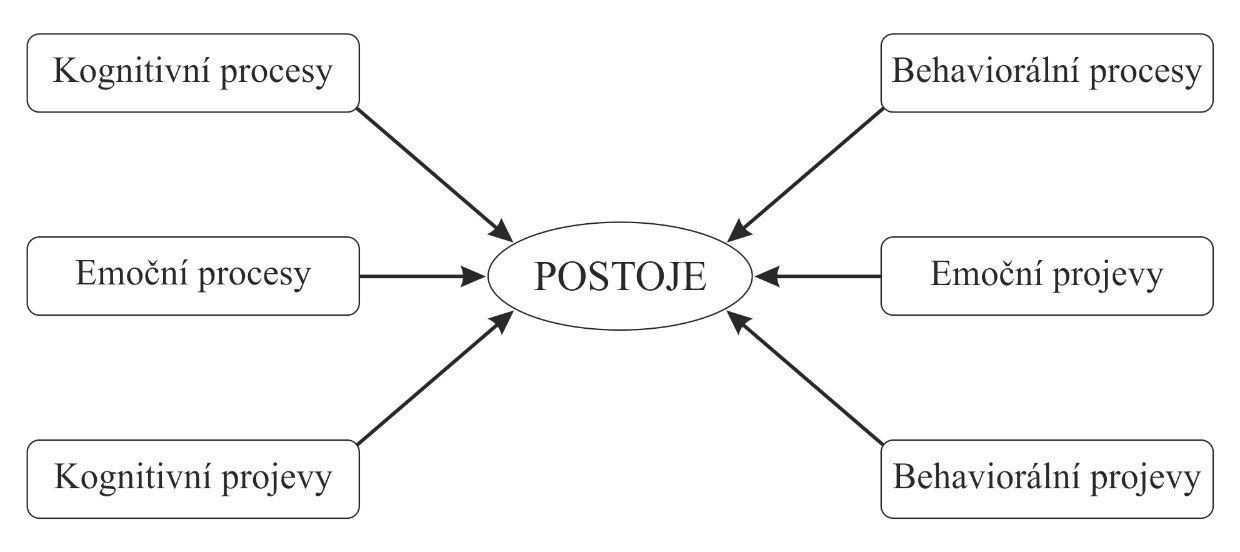 Kognitivní procesy
Behaviorální procesy
Emoční procesy
POSTOJE
Emoční projevy
Kognitivní projevy
Behaviorální projevy